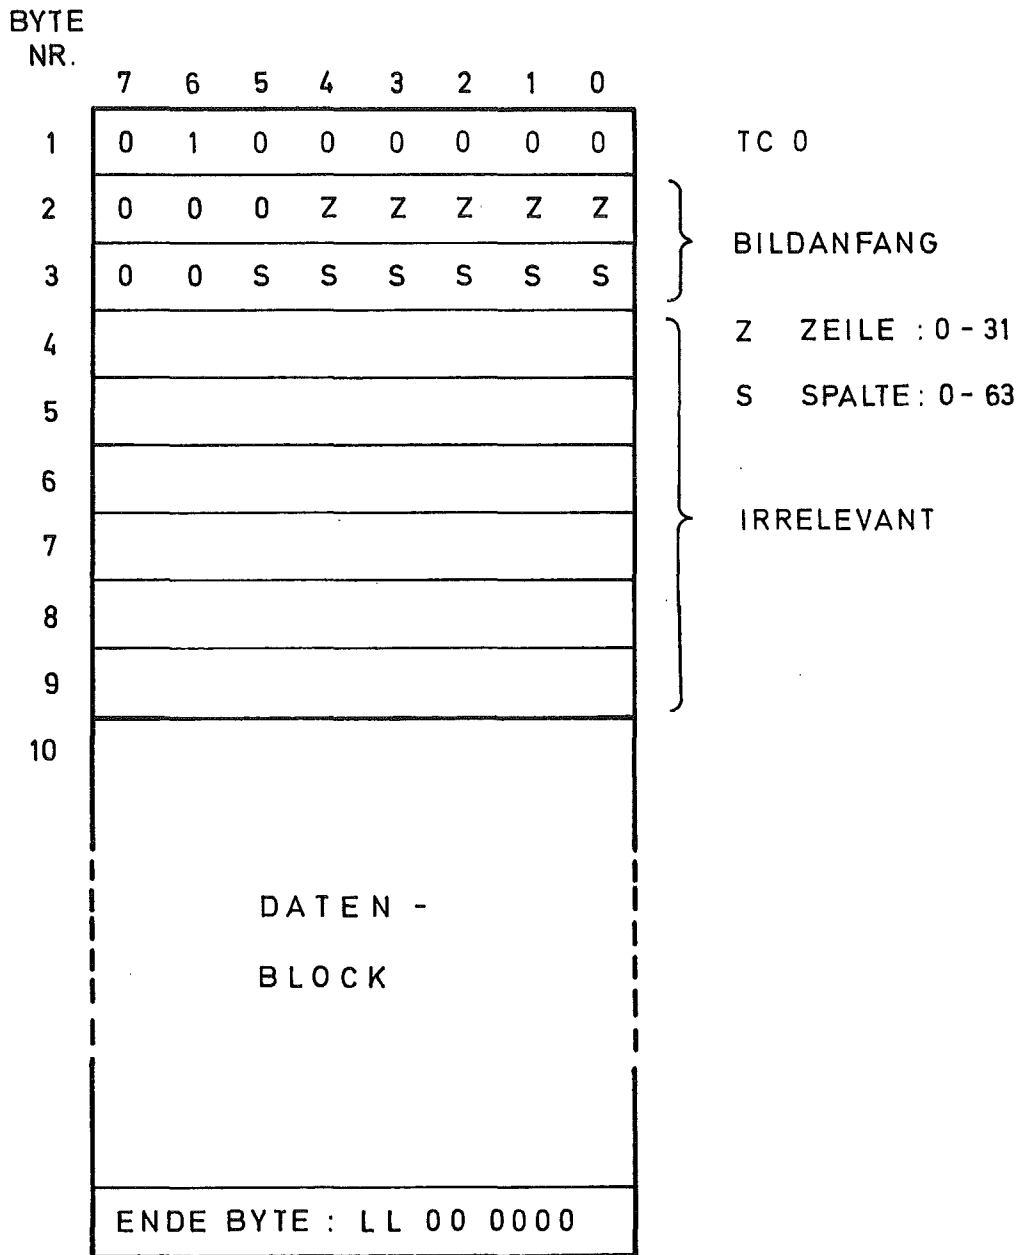 BYTE
NR.
7 6 5 4 3 2 1 0
1 0 1 0 0 0 0 0 0 TC 0
2 0 0 0 Z Z Z Z Z
BILDANFANG
3 0 0 S S S S S S
4 Z ZEILE : 0 - 31
5 S SPALTE : 0 - 63
6
IRRELEVANT
7
8
9
10
DATEN -
BLOCK
ENDE BYTE : L L 00 0000